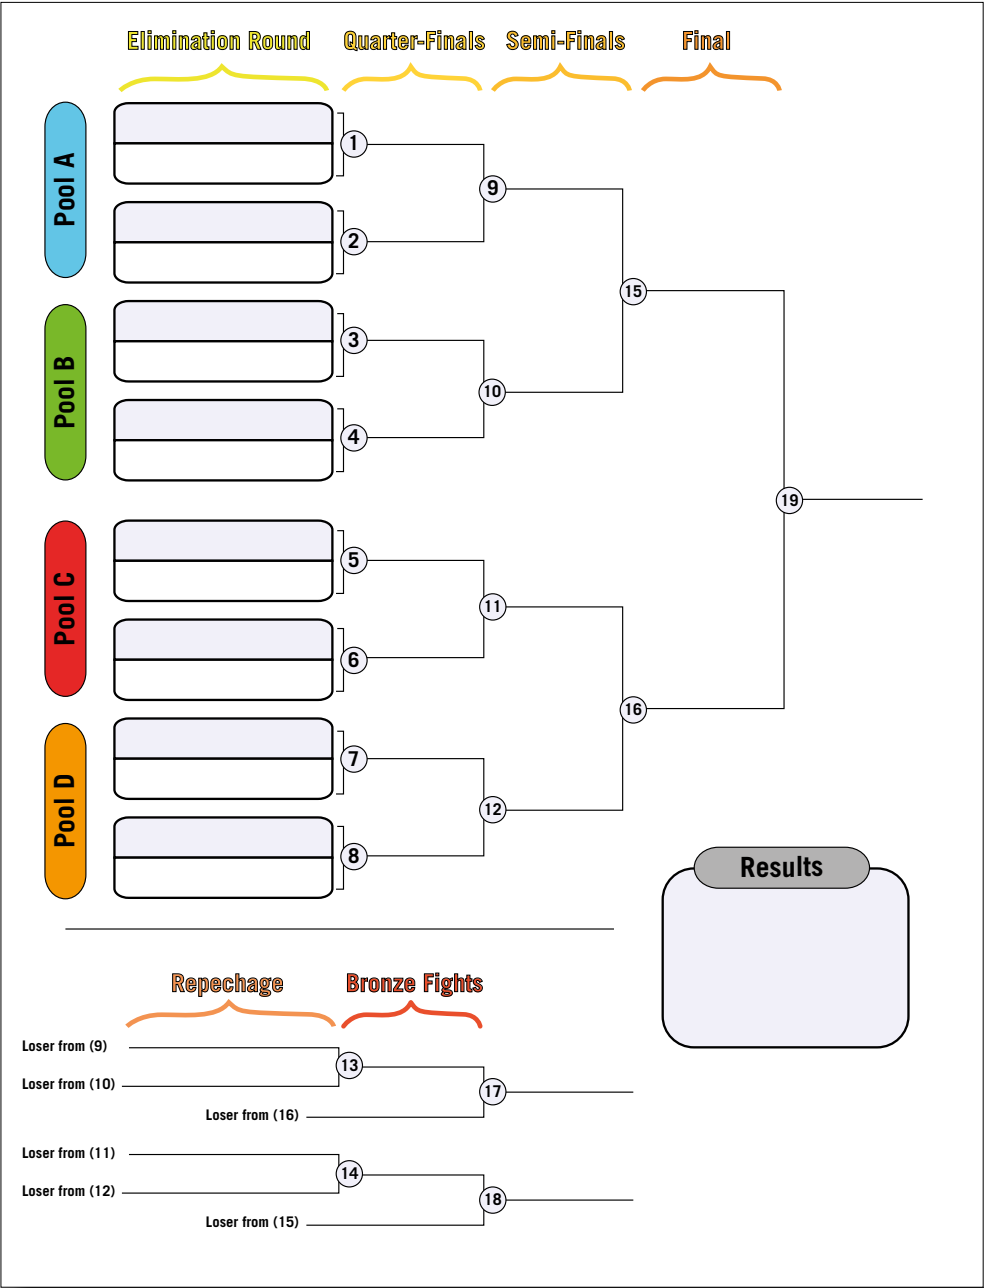 Elimination Round Quarter-Finals Semi-Finals Final
Pool A
1
9
2
15
Pool B
3
10
4
19
Pool C
5
11
6
16
Pool D
7
12
8
Results
Repechage Bronze Fights
Loser from (9)
13
Loser from (10)
17
Loser from (16)
Loser from (11)
14
Loser from (12)
18
Loser from (15)